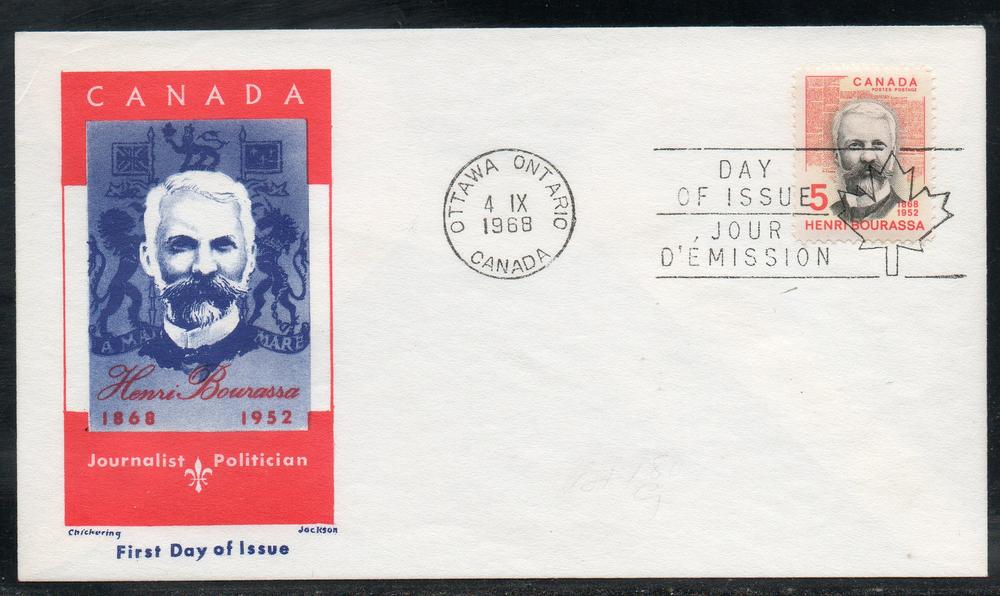 CANADA
A MARI
MARE
Henri Bourassa
1868 1952
Journalist Politician
Chickering Jackson
First Day of Issue
OTTAWA ONTARIO
4 IX
1968
CANADA
DAY
OF ISSUE
JOUR
D'ÉMISSION
CANADA
POSTES POSTAGE
5
1868
1952
HENRI BOURASSA